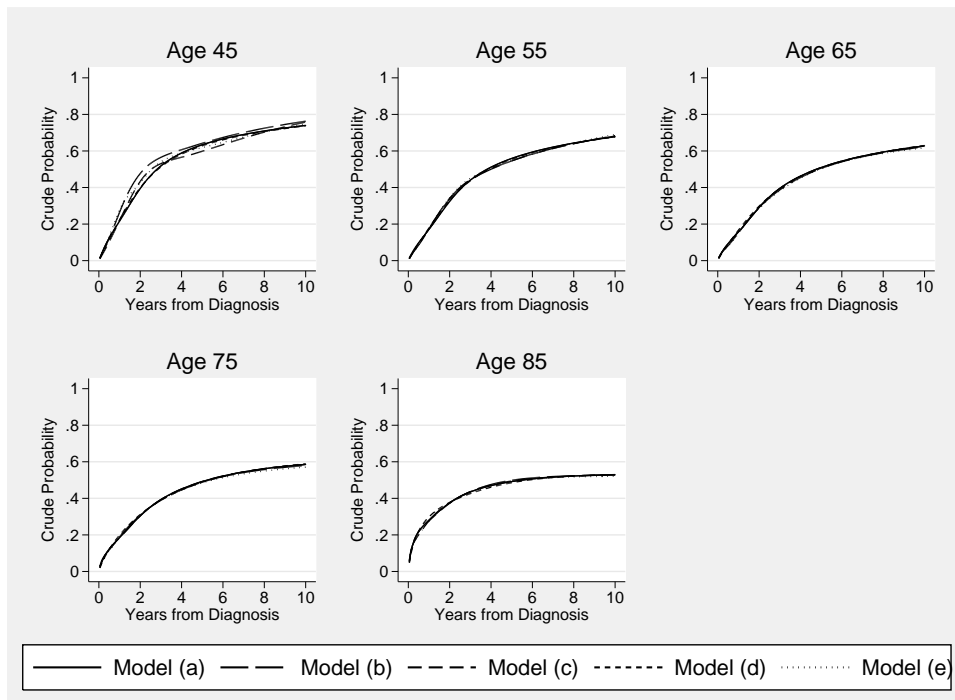 Age 45
Age 55
Age 65
Crude Probability
1
.8
.6
.4
.2
0
0 2 4 6 8 10
Years from Diagnosis
Crude Probability
1
.8
.6
.4
.2
0
0 2 4 6 8 10
Years from Diagnosis
Crude Probability
1
.8
.6
.4
.2
0
0 2 4 6 8 10
Years from Diagnosis
Age 75
Age 85
Crude Probability
1
.8
.6
.4
.2
0
0 2 4 6 8 10
Years from Diagnosis
Crude Probability
1
.8
.6
.4
.2
0
0 2 4 6 8 10
Years from Diagnosis
Model (a) Model (b) Model (c) Model (d) Model (e)